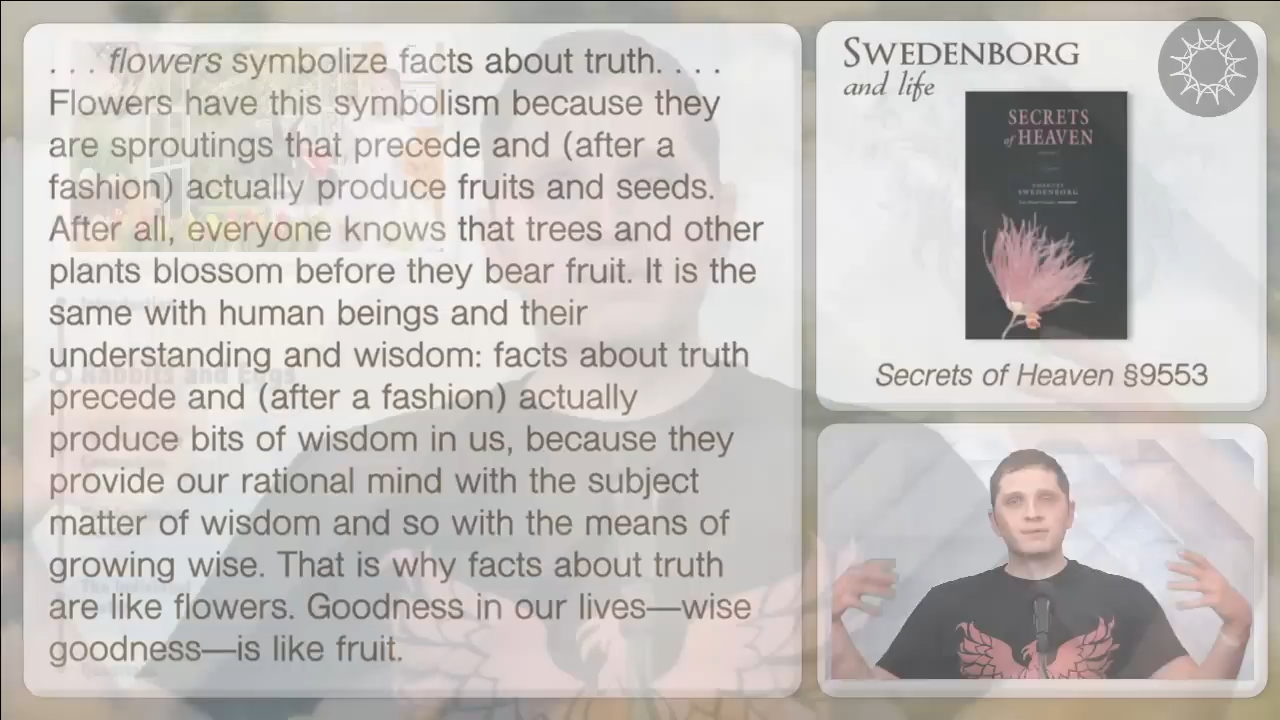 . . . flowers symbolize facts about truth. . . .
Flowers have this symbolism because they
are sproutings that precede and (after a
fashion) actually produce fruits and seeds.
After all, everyone knows that trees and other
plants blossom before they bear fruit. It is the
same with human beings and their
understanding and wisdom: facts about truth
precede and (after a fashion) actually
produce bits of wisdom in us, because they
provide our rational mind with the subject
matter of wisdom and so with the means of
growing wise. That is why facts about truth
are like flowers. Goodness in our lives—wise
goodness—is like fruit.
SWEDENBORG
and life
SECRETS
of HEAVEN
EMANUEL
SWEDENBORG
Secrets of Heaven §9553
Rabbits and Eggs